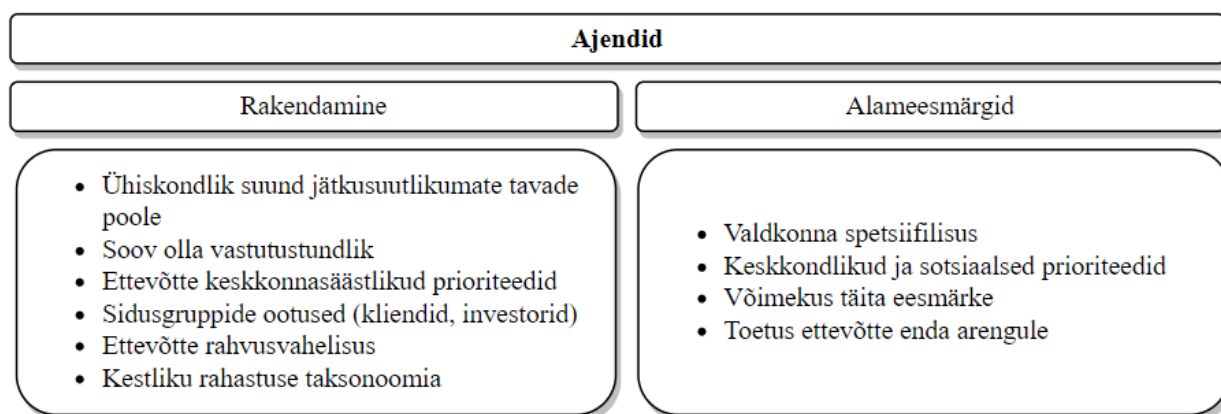 Ajendid
Rakendamine
Alameesmärgid
• Ühiskondlik suund jätkusuutlikumate tavade
poole
• Soov olla vastutustundlik
• Ettevõtte keskkonnasäästlikud prioriteedid
• Sidusgruppide ootused (kliendid, investorid)
• Ettevõtte rahvusvahelisus
• Kestliku rahastuse taksonoomia
• Valdkonna spetsiifilisus
• Keskkondlikud ja sotsiaalsed prioriteedid
• Võimekus täita eesmärke
• Toetus ettevõtte enda arengule